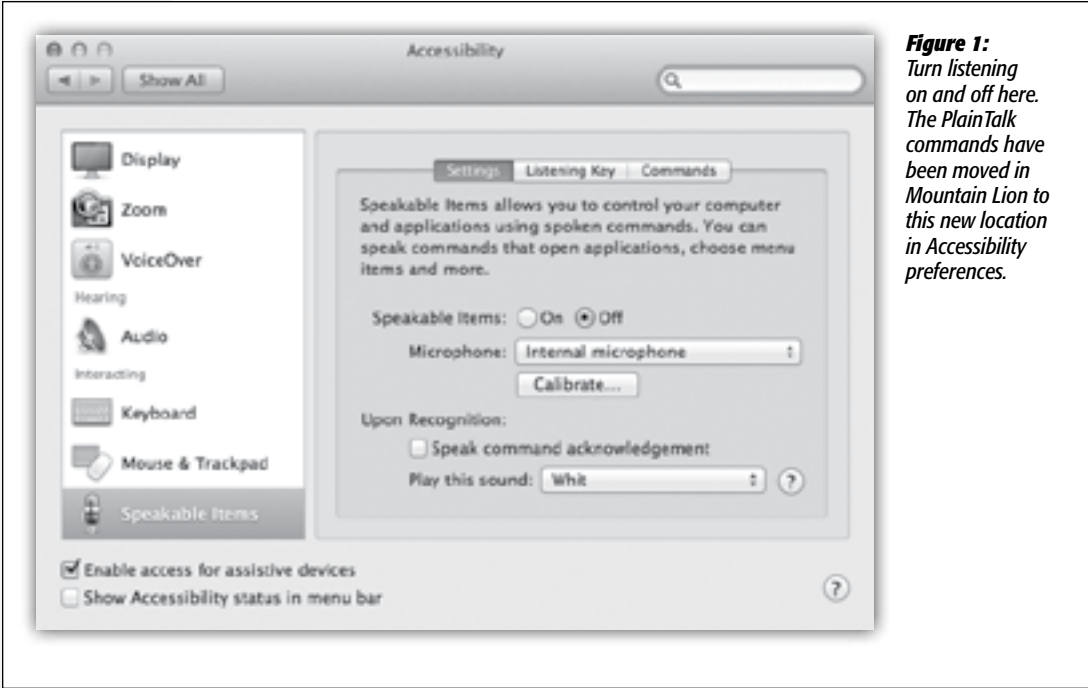 Accessibility
Show All
Display
Zoom
VoiceOver
Hearing
Audio
Interacting
Keyboard
Mouse & Trackpad
Speakable Items
Settings
Listening Key
Commands
Speakable Items allows you to control your computer
and applications using spoken commands. You can
speak commands that open applications, choose menu
items and more.
Speakable Items: On Off
Microphone: Internal microphone
Calibrate...
Upon Recognition:
Speak command acknowledgement
Play this sound: Whit
?
Enable access for assistive devices
Show Accessibility status in menu bar
?
Figure 1:
Turn listening
on and off here.
The PlainTalk
commands have
been moved in
Mountain Lion to
this new location
in Accessibility
preferences.